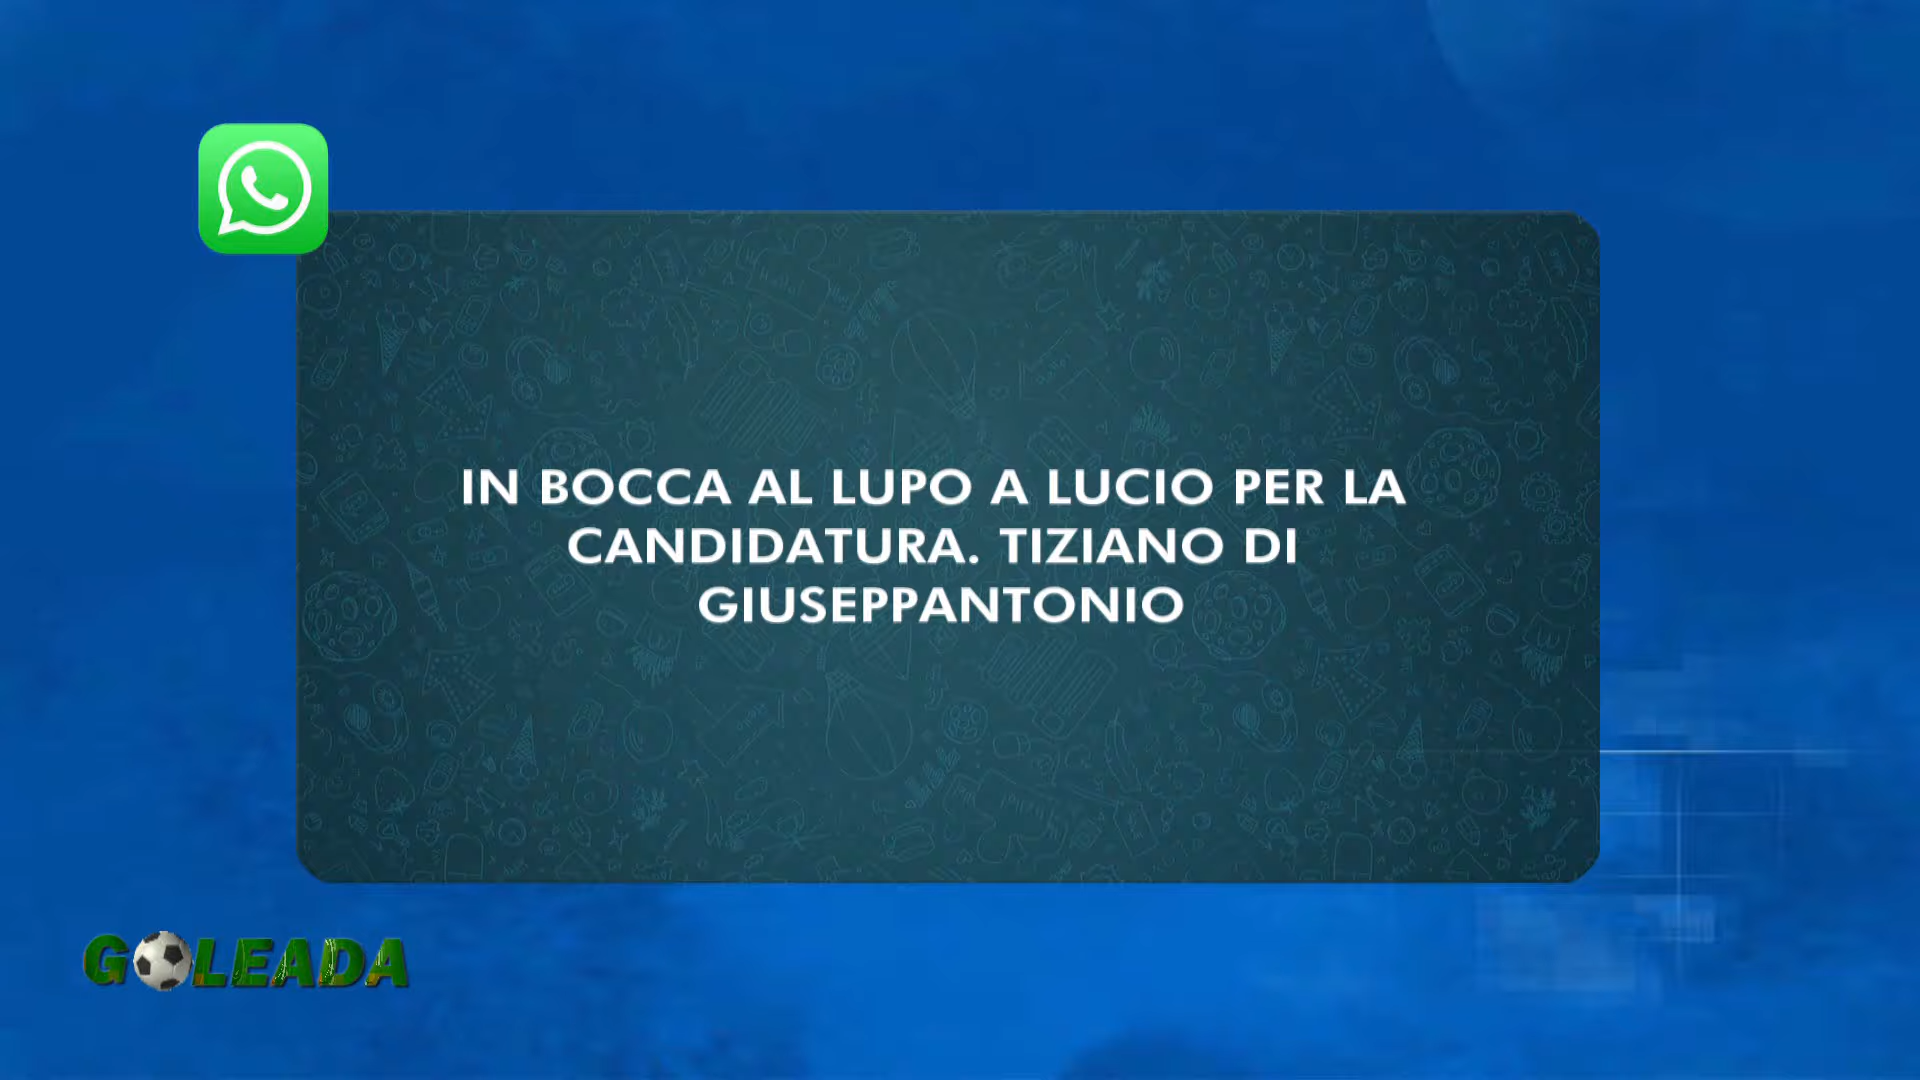 IN BOCCA AL LUPO A LUCIO PER LA
CANDIDATURA. TIZIANO DI
GIUSEPPANTONIO
GOLEADA